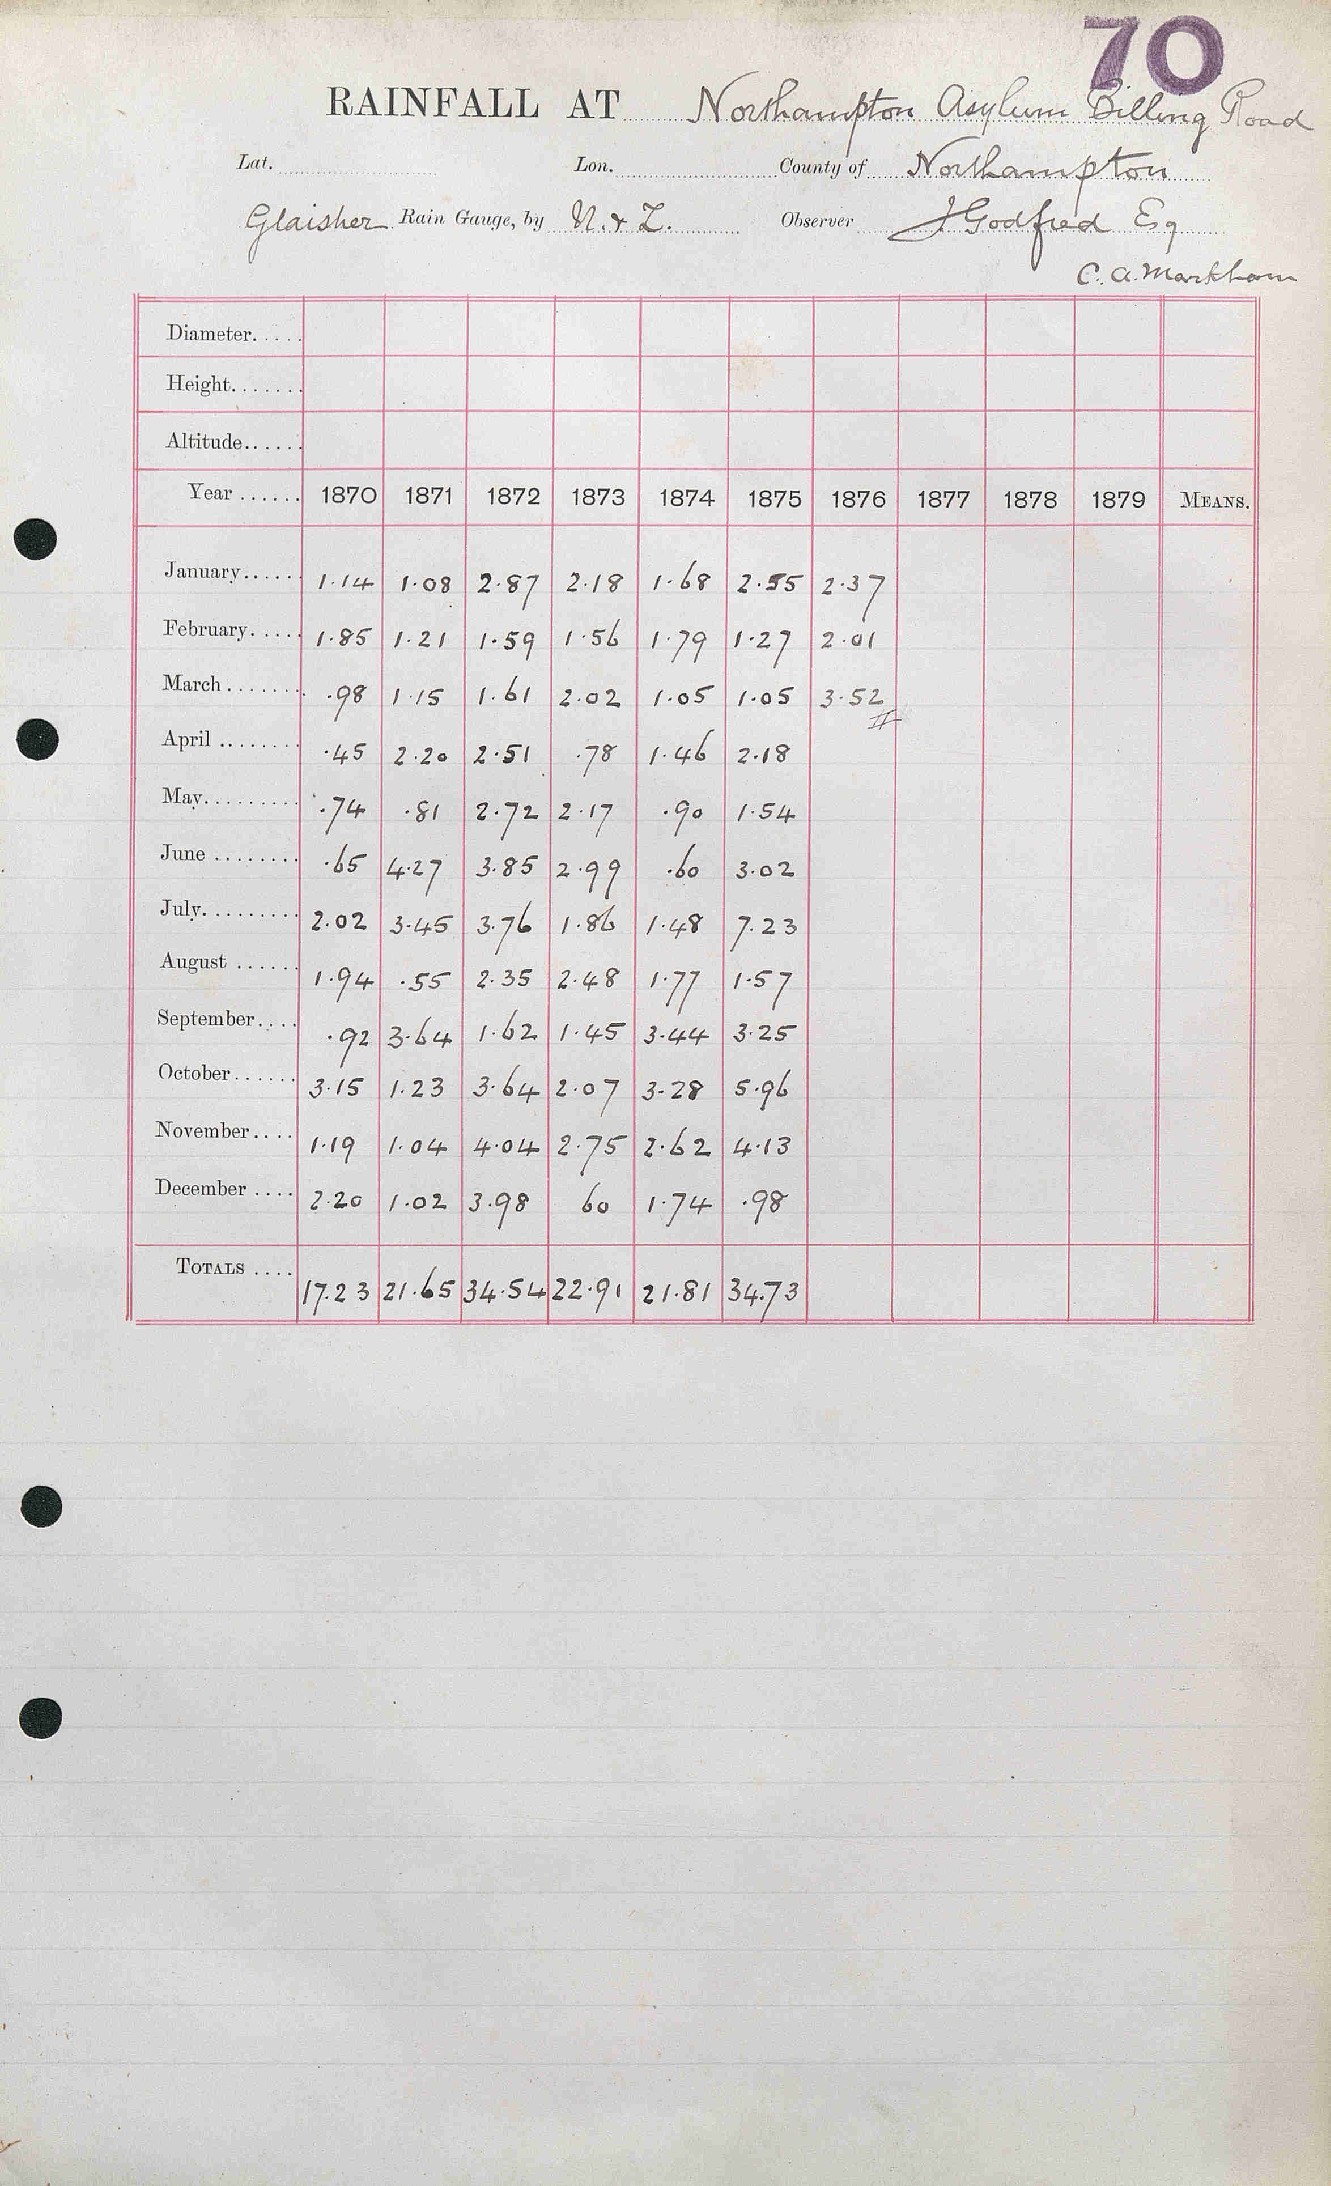 70
RAINFALL AT Northampton Asylum Billing Road
Lat. Lon. County of Northampton
Glaisher Rain Gauge, by N. & Z. Observer J Godfred Esq
C. A. Markham
Diameter.....
Height.......
Altitude......
Year ...... 1870 1871 1872 1873 1874 1875 1876 1877 1878 1879 MEANS.
January...... 1.14 1.08 2.87 2.18 1.68 2.55 2.37
February..... 1.85 1.21 1.59 1.56 1.79 1.27 2.01
March....... .98 1.15 1.61 2.02 1.05 1.05 3.52
April ........ .45 2.20 2.51 .78 1.46 2.18
May......... .74 .81 2.72 2.17 .90 1.54
June ........ .65 4.27 3.85 2.99 .60 3.02
July......... 2.02 3.45 3.76 1.86 1.48 7.23
August ...... 1.94 .55 2.35 2.48 1.77 1.57
September.... .92 3.64 1.62 1.45 3.44 3.25
October...... 3.15 1.23 3.64 2.07 3.28 5.96
November.... 1.19 1.04 4.04 2.75 2.62 4.13
December .... 2.20 1.02 3.98 60 1.74 .98
TOTALS .... 17.23 21.65 34.54 22.91 21.81 34.73